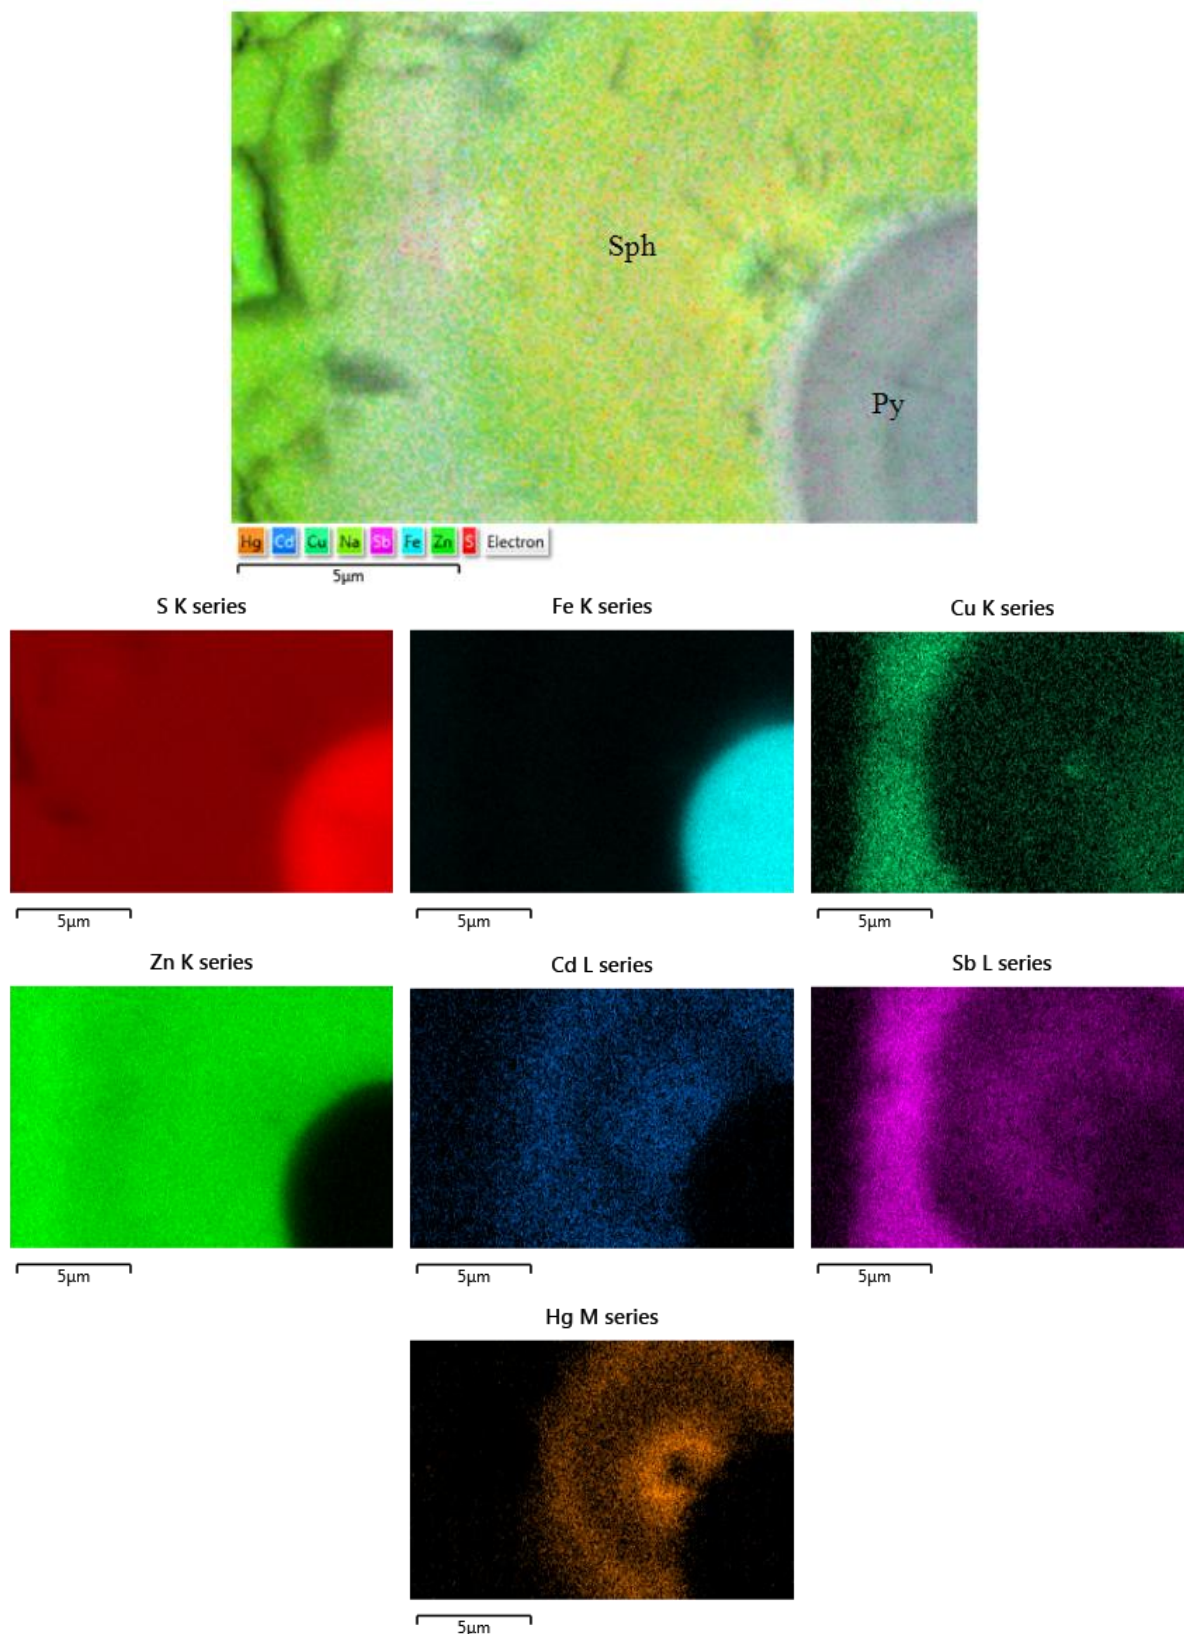 Sph
Py
Hg Cd Cu Na Sb Fe Zn S Electron
5μm
S K series
Fe K series
Cu K series
5μm
5μm
5μm
Zn K series
Cd L series
Sb L series
5μm
5μm
5μm
Hg M series
5μm